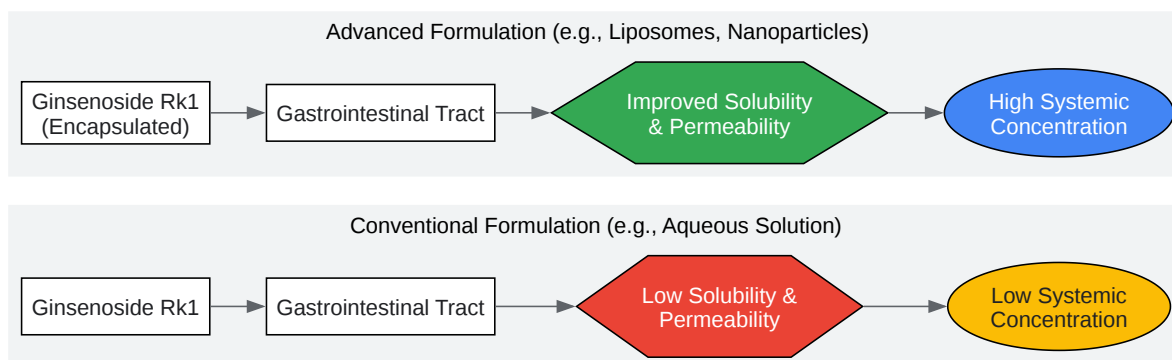 Advanced Formulation (e.g., Liposomes, Nanoparticles)
Ginsenoside Rk1
(Encapsulated)
Gastrointestinal Tract
Improved Solubility
& Permeability
High Systemic
Concentration
Conventional Formulation (e.g., Aqueous Solution)
Ginsenoside Rk1
Gastrointestinal Tract
Low Solubility &
Permeability
Low Systemic
Concentration